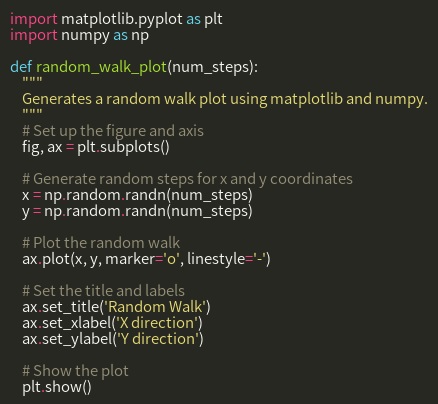 import matplotlib.pyplot as plt
import numpy as np
def random_walk_plot(num_steps):
"""
Generates a random walk plot using matplotlib and numpy.
"""
# Set up the figure and axis
fig, ax = plt.subplots()
# Generate random steps for x and y coordinates
x = np.random.randn(num_steps)
y = np.random.randn(num_steps)
# Plot the random walk
ax.plot(x, y, marker='o', linestyle='-')
# Set the title and labels
ax.set_title('Random Walk')
ax.set_xlabel('X direction')
ax.set_ylabel('Y direction')
# Show the plot
plt.show()